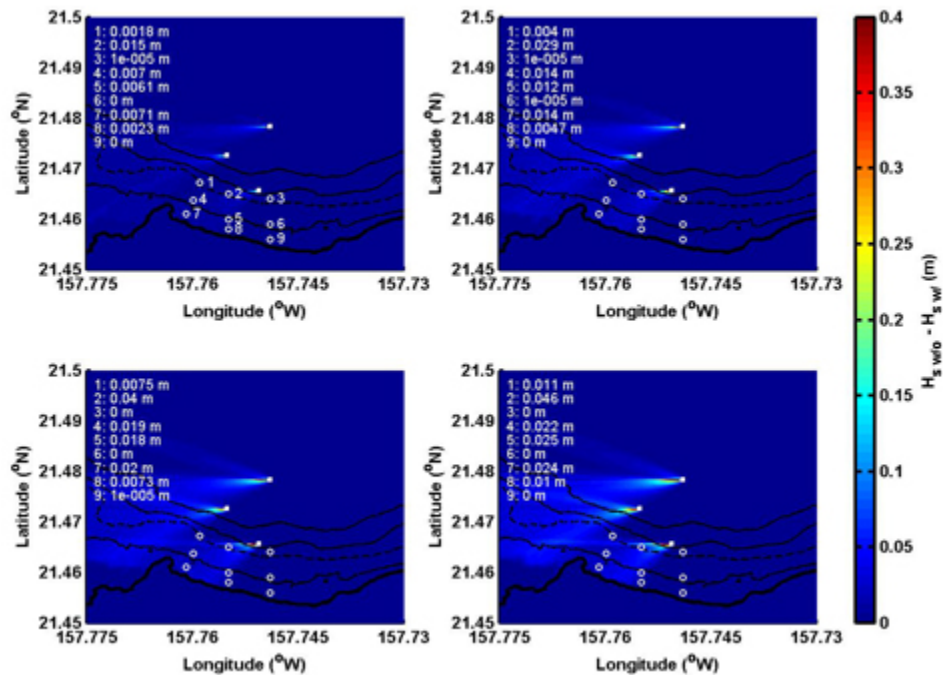 21.5
21.49
21.48
21.47
21.46
21.45
Latitude (°N)
1: 0.0018 m
2: 0.015 m
3: 1e-005 m
4: 0.007 m
5: 0.0061 m
6: 0 m
7: 0.0071 m
8: 0.0023 m
9: 0 m
1
2
3
4
5
6
7
8
9
157.775
157.76
157.745
157.73
Longitude (°W)
21.5
21.49
21.48
21.47
21.46
21.45
Latitude (°N)
1: 0.004 m
2: 0.029 m
3: 1e-005 m
4: 0.014 m
5: 0.012 m
6: 1e-005 m
7: 0.014 m
8: 0.0047 m
9: 0 m
157.775
157.76
157.745
157.73
Longitude (°W)
21.5
21.49
21.48
21.47
21.46
21.45
Latitude (°N)
1: 0.0075 m
2: 0.04 m
3: 0 m
4: 0.019 m
5: 0.018 m
6: 0 m
7: 0.02 m
8: 0.0073 m
9: 1e-005 m
157.775
157.76
157.745
157.73
Longitude (°W)
21.5
21.49
21.48
21.47
21.46
21.45
Latitude (°N)
1: 0.011 m
2: 0.046 m
3: 0 m
4: 0.022 m
5: 0.025 m
6: 0 m
7: 0.024 m
8: 0.01 m
9: 0 m
157.775
157.76
157.745
157.73
Longitude (°W)
0.4
0.35
0.3
0.25
0.2
0.15
0.1
0.05
0
H s w/o - H s w/ (m)